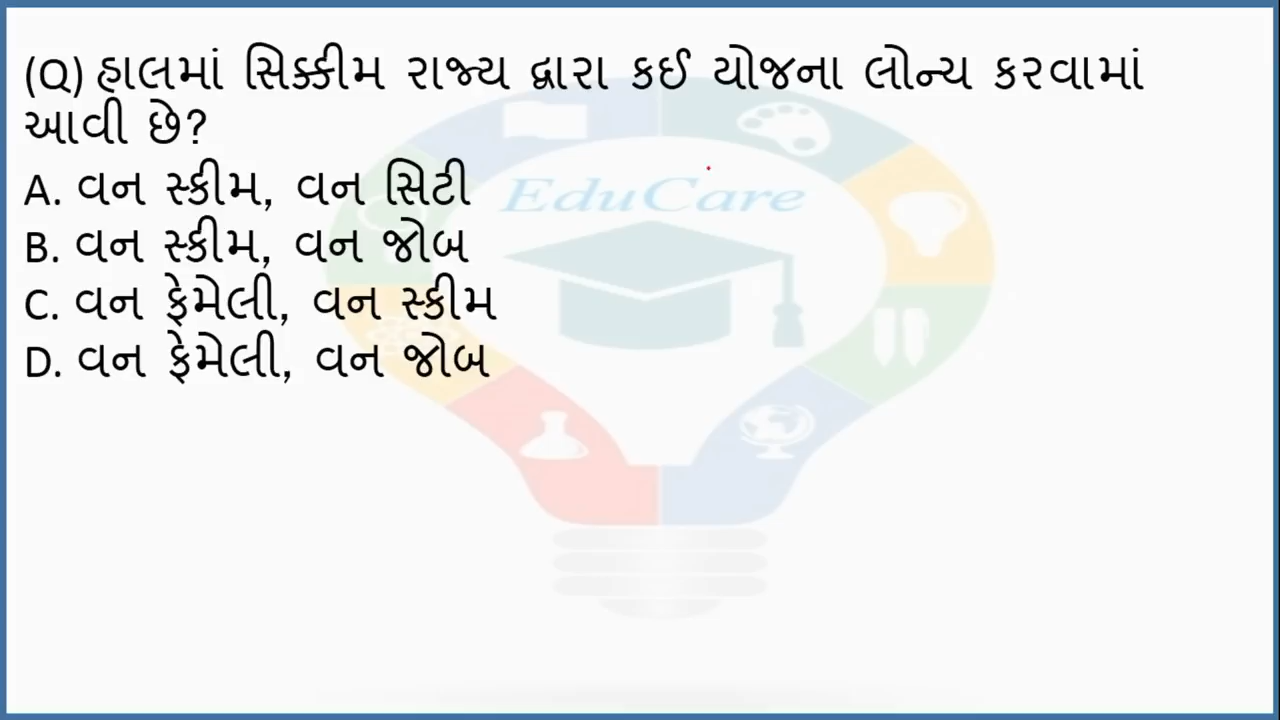 (Q) હાલમાં સિક્કીમ રાજ્ય દ્વારા કઈ યોજના લોન્ચ કરવામાં
આવી છે?
A. વન સ્કીમ, વન સિટી
EduCare
B. વન સ્કીમ, વન જોબ
C. વન ફેમેલી, વન સ્કીમ
D. વન ફેમેલી, વન જોબ